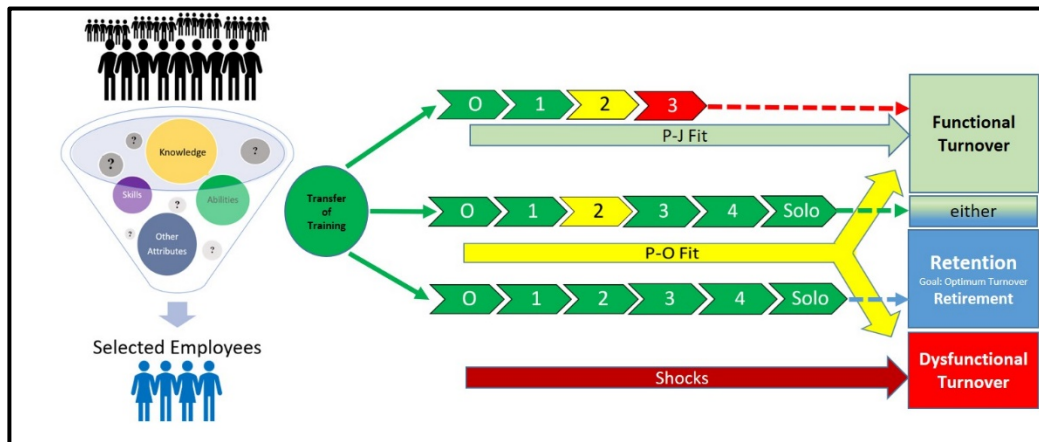 ?
?
?
Knowledge
Skills
Abilities
?
?
?
Other
Attributes
Selected Employees
Transfer
of
Training
O 1 2 3
P-J Fit
O 1 2 3 4 Solo
P-O Fit
O 1 2 3 4 Solo
Shocks
Functional
Turnover
either
Retention
Goal: Optimum Turnover
Retirement
Dysfunctional
Turnover